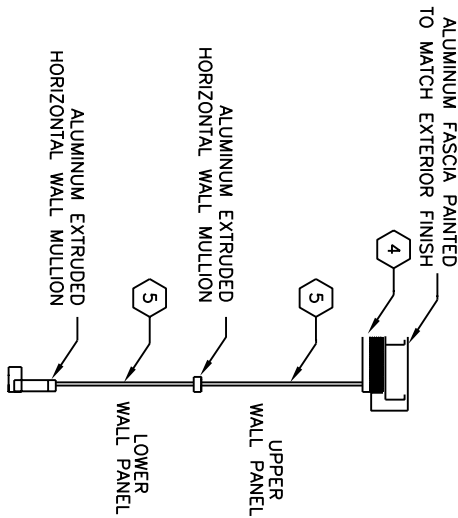 ALUMINUM FASCIA PAINTED
TO MATCH EXTERIOR FINISH
4
5
UPPER
WALL PANEL
ALUMINUM EXTRUDED
HORIZONTAL WALL MULLION
5
LOWER
WALL PANEL
ALUMINUM EXTRUDED
HORIZONTAL WALL MULLION